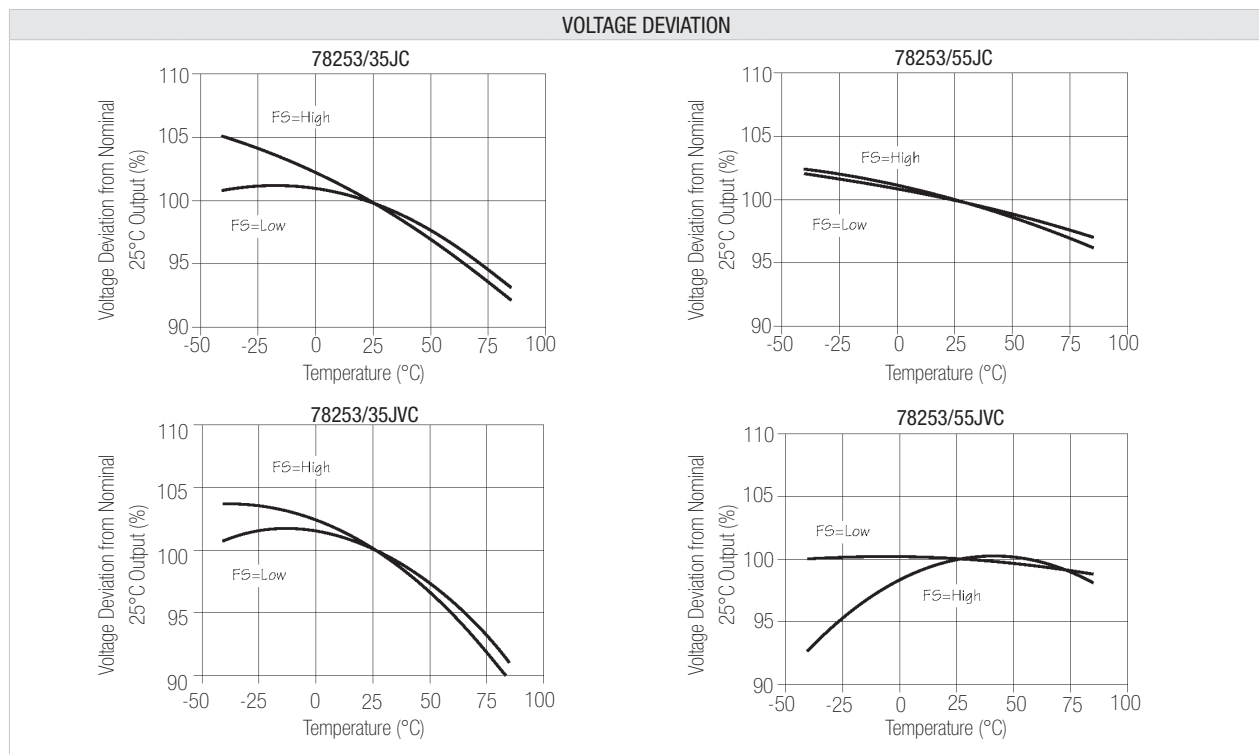 VOLTAGE DEVIATION
78253/35JC
Voltage Deviation from Nominal
25°C Output (%)
110
105
100
95
90
FS=High
FS=Low
-50
-25
0
25
50
75
100
Temperature (°C)
78253/55JC
Voltage Deviation from Nominal
25°C Output (%)
110
105
100
95
90
FS=High
FS=Low
-50
-25
0
25
50
75
100
Temperature (°C)
78253/35JVC
Voltage Deviation from Nominal
25°C Output (%)
110
105
100
95
90
FS=High
FS=Low
-50
-25
0
25
50
75
100
Temperature (°C)
78253/55JVC
Voltage Deviation from Nominal
25°C Output (%)
110
105
100
95
90
FS=Low
FS=High
-50
-25
0
25
50
75
100
Temperature (°C)